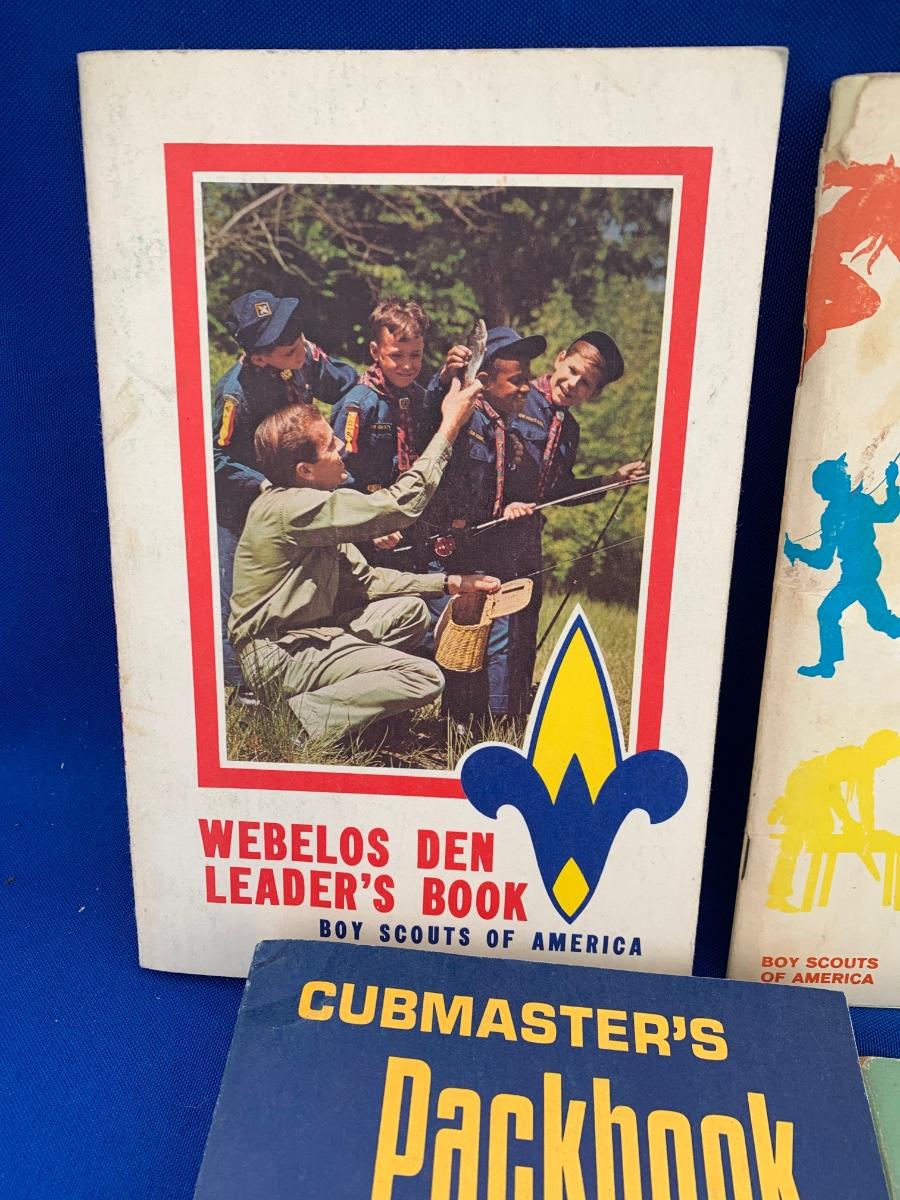 WEBELOS DEN
LEADER'S BOOK
BOY SCOUTS OF AMERICA
BOY SCOUTS
OF AMERICA
CUBMASTER'S
Packbook